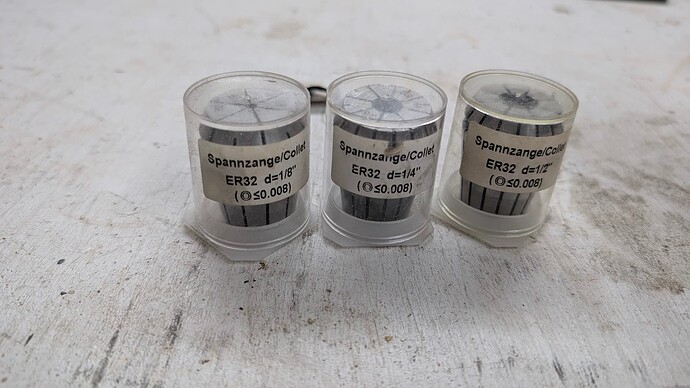 Spannzange/Collet
ER32 d=1/8"
(◎≤0.008)
Spannzange/Collet
ER32 d=1/4"
(◎≤0.008)
Spannzange/Collet
ER32 d=1/2"
(◎≤0.008)